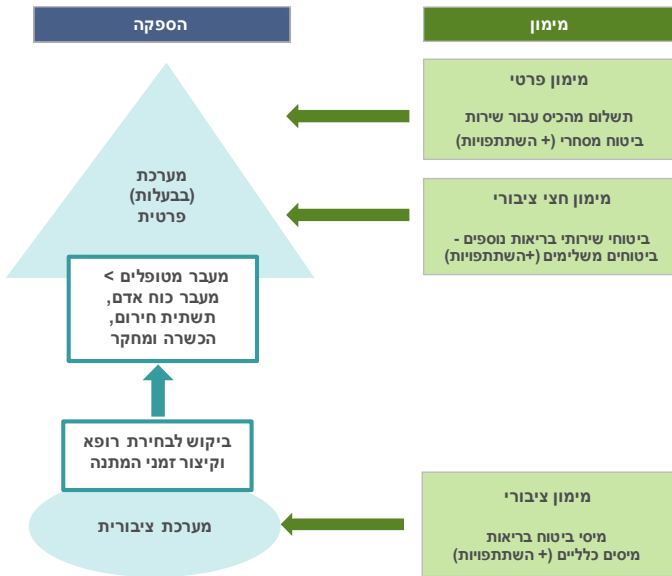 מימון
הספקה
מימון פרטי
תשלום מהכיס עבור שירות
ביטוח מסחרי (+ השתתפויות)
מערכת
(בבעלות)
פרטית
מימון חצי ציבורי
ביטוחי שירותי בריאות נוספים -
ביטוחים משלימים (+השתתפויות)
מעבר מטופלים >
מעבר כוח אדם,
תשתית חירום,
הכשרה ומחקר
ביקוש לבחירת רופא
וקיצור זמני המתנה
מערכת ציבורית
מימון ציבורי
מיסי ביטוח בריאות
מיסים כלליים (+ השתתפויות)